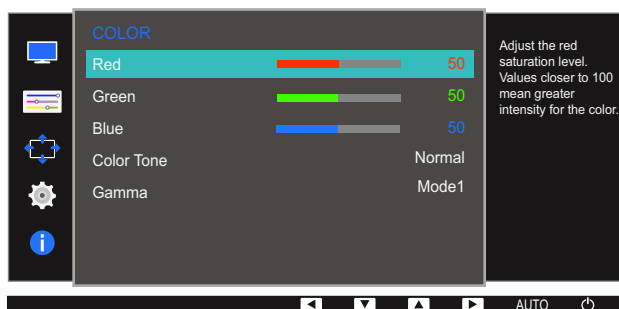 COLOR
Red 50
Green 50
Blue 50
Color Tone Normal
Gamma Mode1
Adjust the red
saturation level.
Values closer to 100
mean greater
intensity for the color.
AUTO